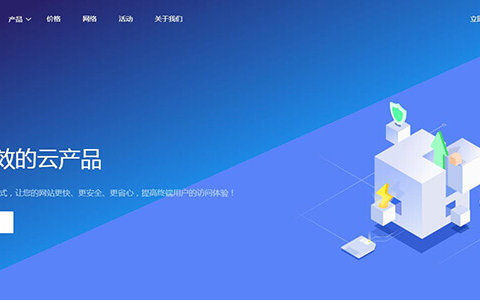 产品 价格 网络 活动 关于我们 立
效的云产品
式，让您的网站更快、更安全、更省心，提高终端用户的访问体验！